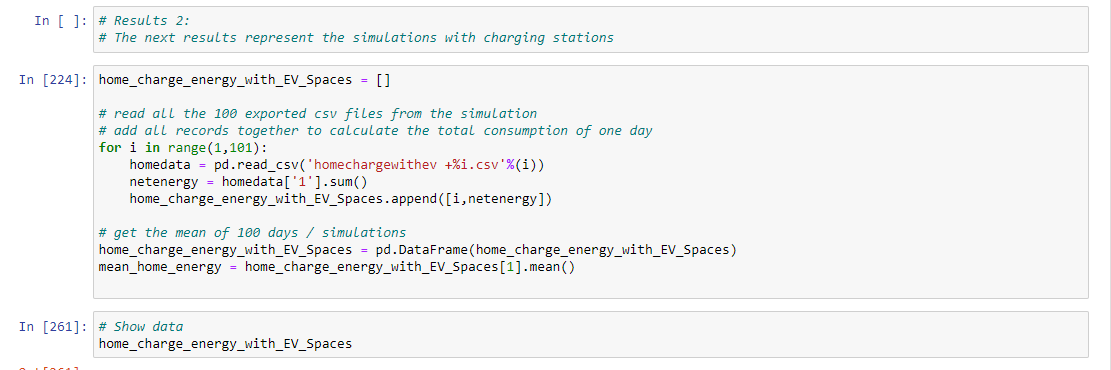 In [ ]: # Results 2:
# The next results represent the simulations with charging stations
In [224]: home_charge_energy_with_EV_Spaces = []
# read all the 100 exported csv files from the simulation
# add all records together to calculate the total consumption of one day
for i in range(1,101):
homedata = pd.read_csv('homechargewithev +%i.csv'%(i))
netenergy = homedata['1'].sum()
home_charge_energy_with_EV_Spaces.append([i,netenergy])
# get the mean of 100 days / simulations
home_charge_energy_with_EV_Spaces = pd.DataFrame(home_charge_energy_with_EV_Spaces)
mean_home_energy = home_charge_energy_with_EV_Spaces[1].mean()
In [261]: # Show data
home_charge_energy_with_EV_Spaces